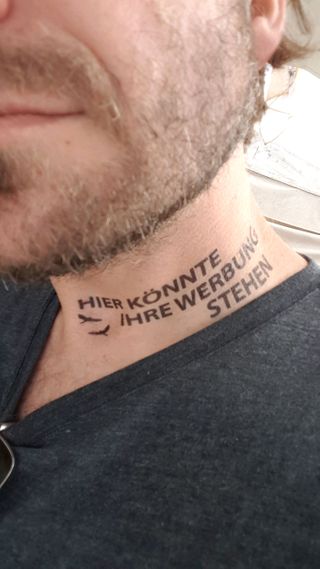 HIER KÖNNTE
IHRE WERBUNG
STEHEN